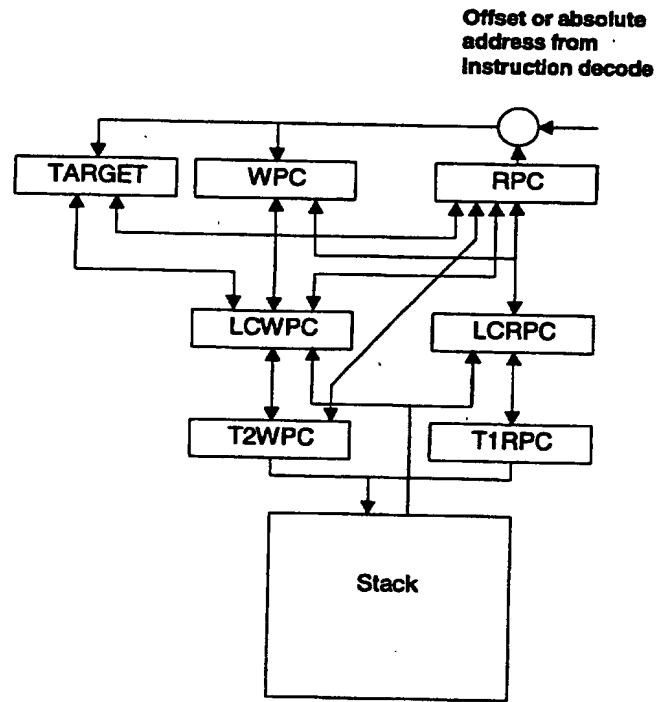 Offset or absolute
address from
Instruction decode
TARGET
WPC
RPC
LCWPC
LCRPC
T2WPC
T1RPC
Stack